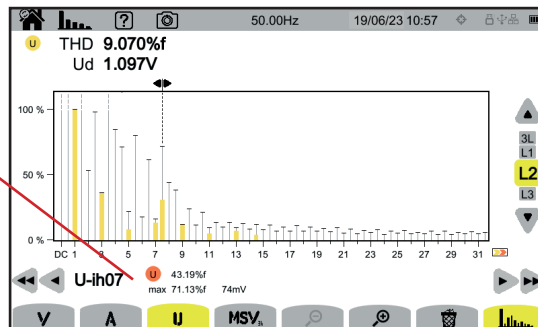 50.00Hz 19/06/23 10:57
U THD 9.070%f
Ud 1.097V
100 %
50 %
0 %
DC 1 3 5 7 9 11 13 15 17 19 21 23 25 27 29 31
3L
L1
L2
L3
U-ih07 U 43.19%f
max 71.13%f 74mV
V A U MSV